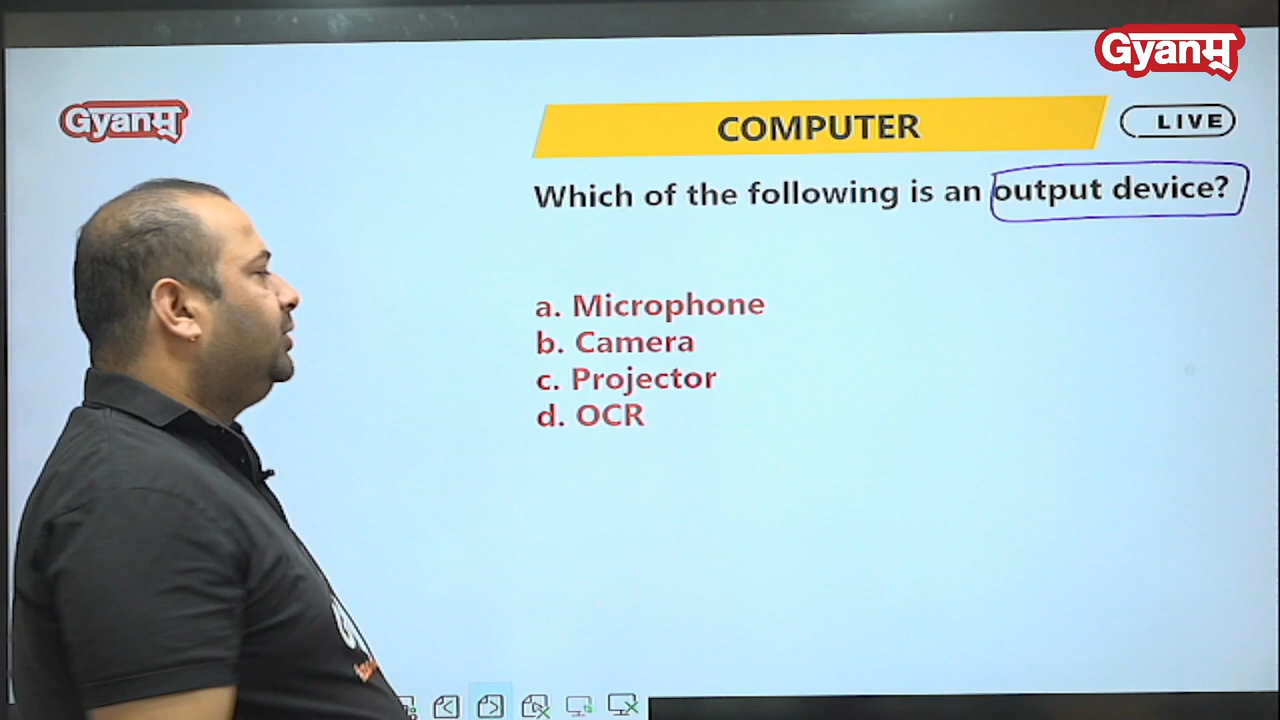 Gyanम्
Gyanम्
COMPUTER
LIVE
Which of the following is an output device?
a. Microphone
b. Camera
c. Projector
d. OCR